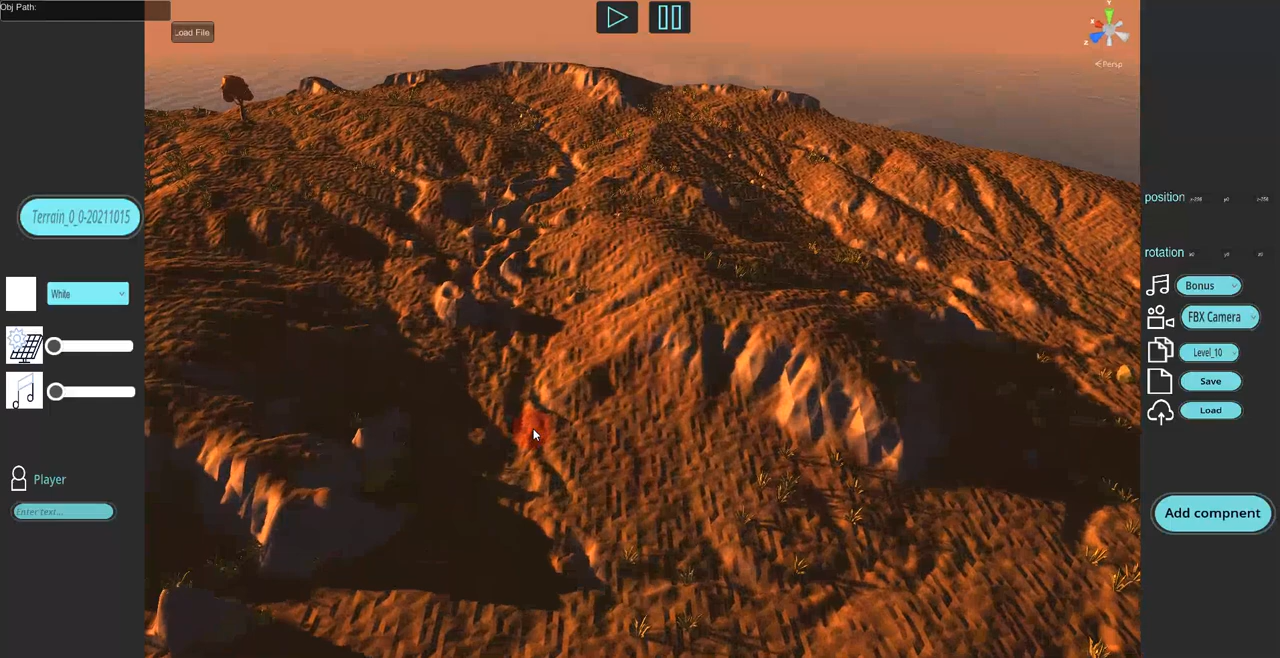 Obj Path:
Load File
Y
X
Z
Persp
Terrain_0_0-20211015
White
Player
Enter text...
position
rotation
Bonus
FBX Camera
Level_10
Save
Load
Add compnent